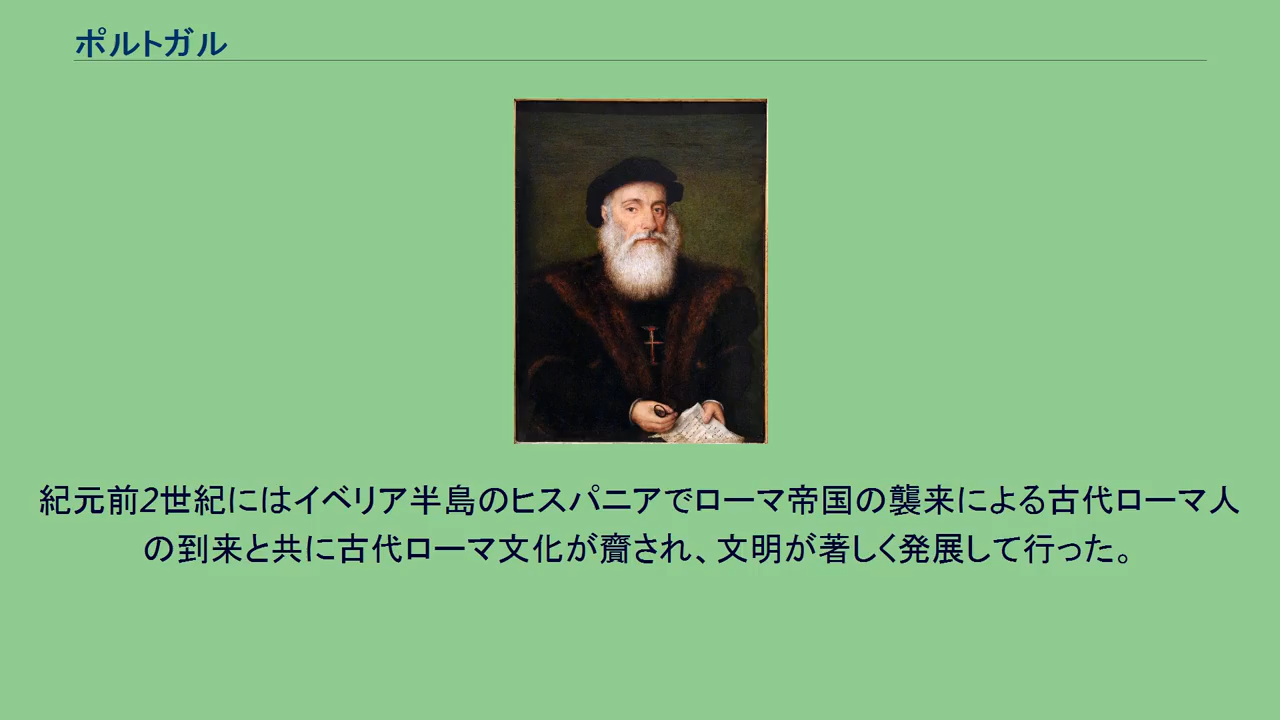 ポルトガル
紀元前2世紀にはイベリア半島のヒスパニアでローマ帝国の襲来による古代ローマ人
の到来と共に古代ローマ文化が齎され、文明が著しく発展して行った。